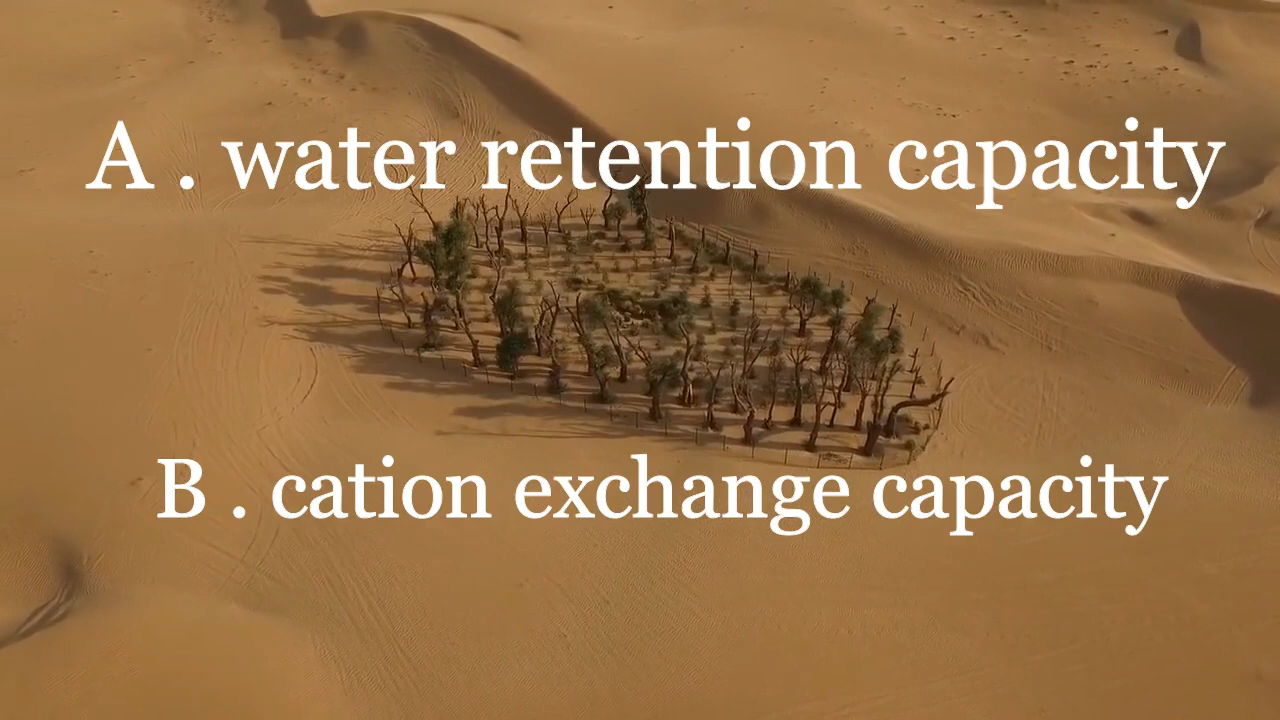 A . water retention capacity
B . cation exchange capacity